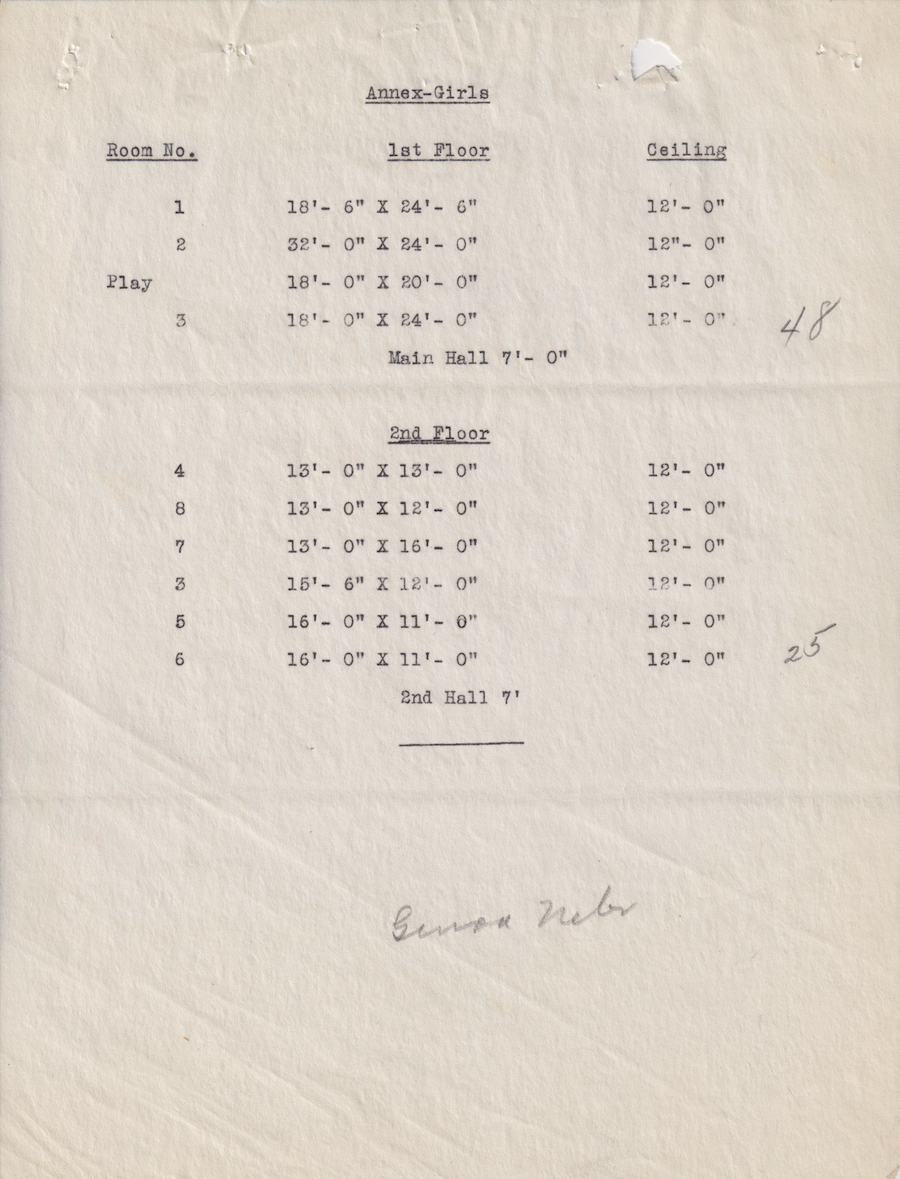 Annex-Girls
Room No. 1st Floor Ceiling
1 18'- 6" X 24'- 6" 12'- 0"
2 32'- 0" X 24'- 0" 12"- 0"
Play 18'- 0" X 20'- 0" 12'- 0"
3 18'- 0" X 24'- 0" 12'- 0" 48
Main Hall 7'- 0"
2nd Floor
4 13'- 0" X 13'- 0" 12'- 0"
8 13'- 0" X 12'- 0" 12'- 0"
7 13'- 0" X 16'- 0" 12'- 0"
3 15'- 6" X 12'- 0" 12'- 0"
5 16'- 0" X 11'- 0" 12'- 0"
6 16'- 0" X 11'- 0" 12'- 0" 25
2nd Hall 7'
Genoa Nebr